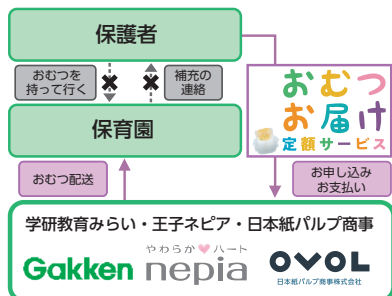 保護者
おむつを
持って行く
補充の
連絡
おむつ
お届け
定額サービス
保育園
おむつ配送
お申し込み
お支払い
学研教育みらい・王子ネピア・日本紙パルプ商事
Gakken
やわらか♥ハート
nepia
OVOL
日本紙パルプ商事株式会社